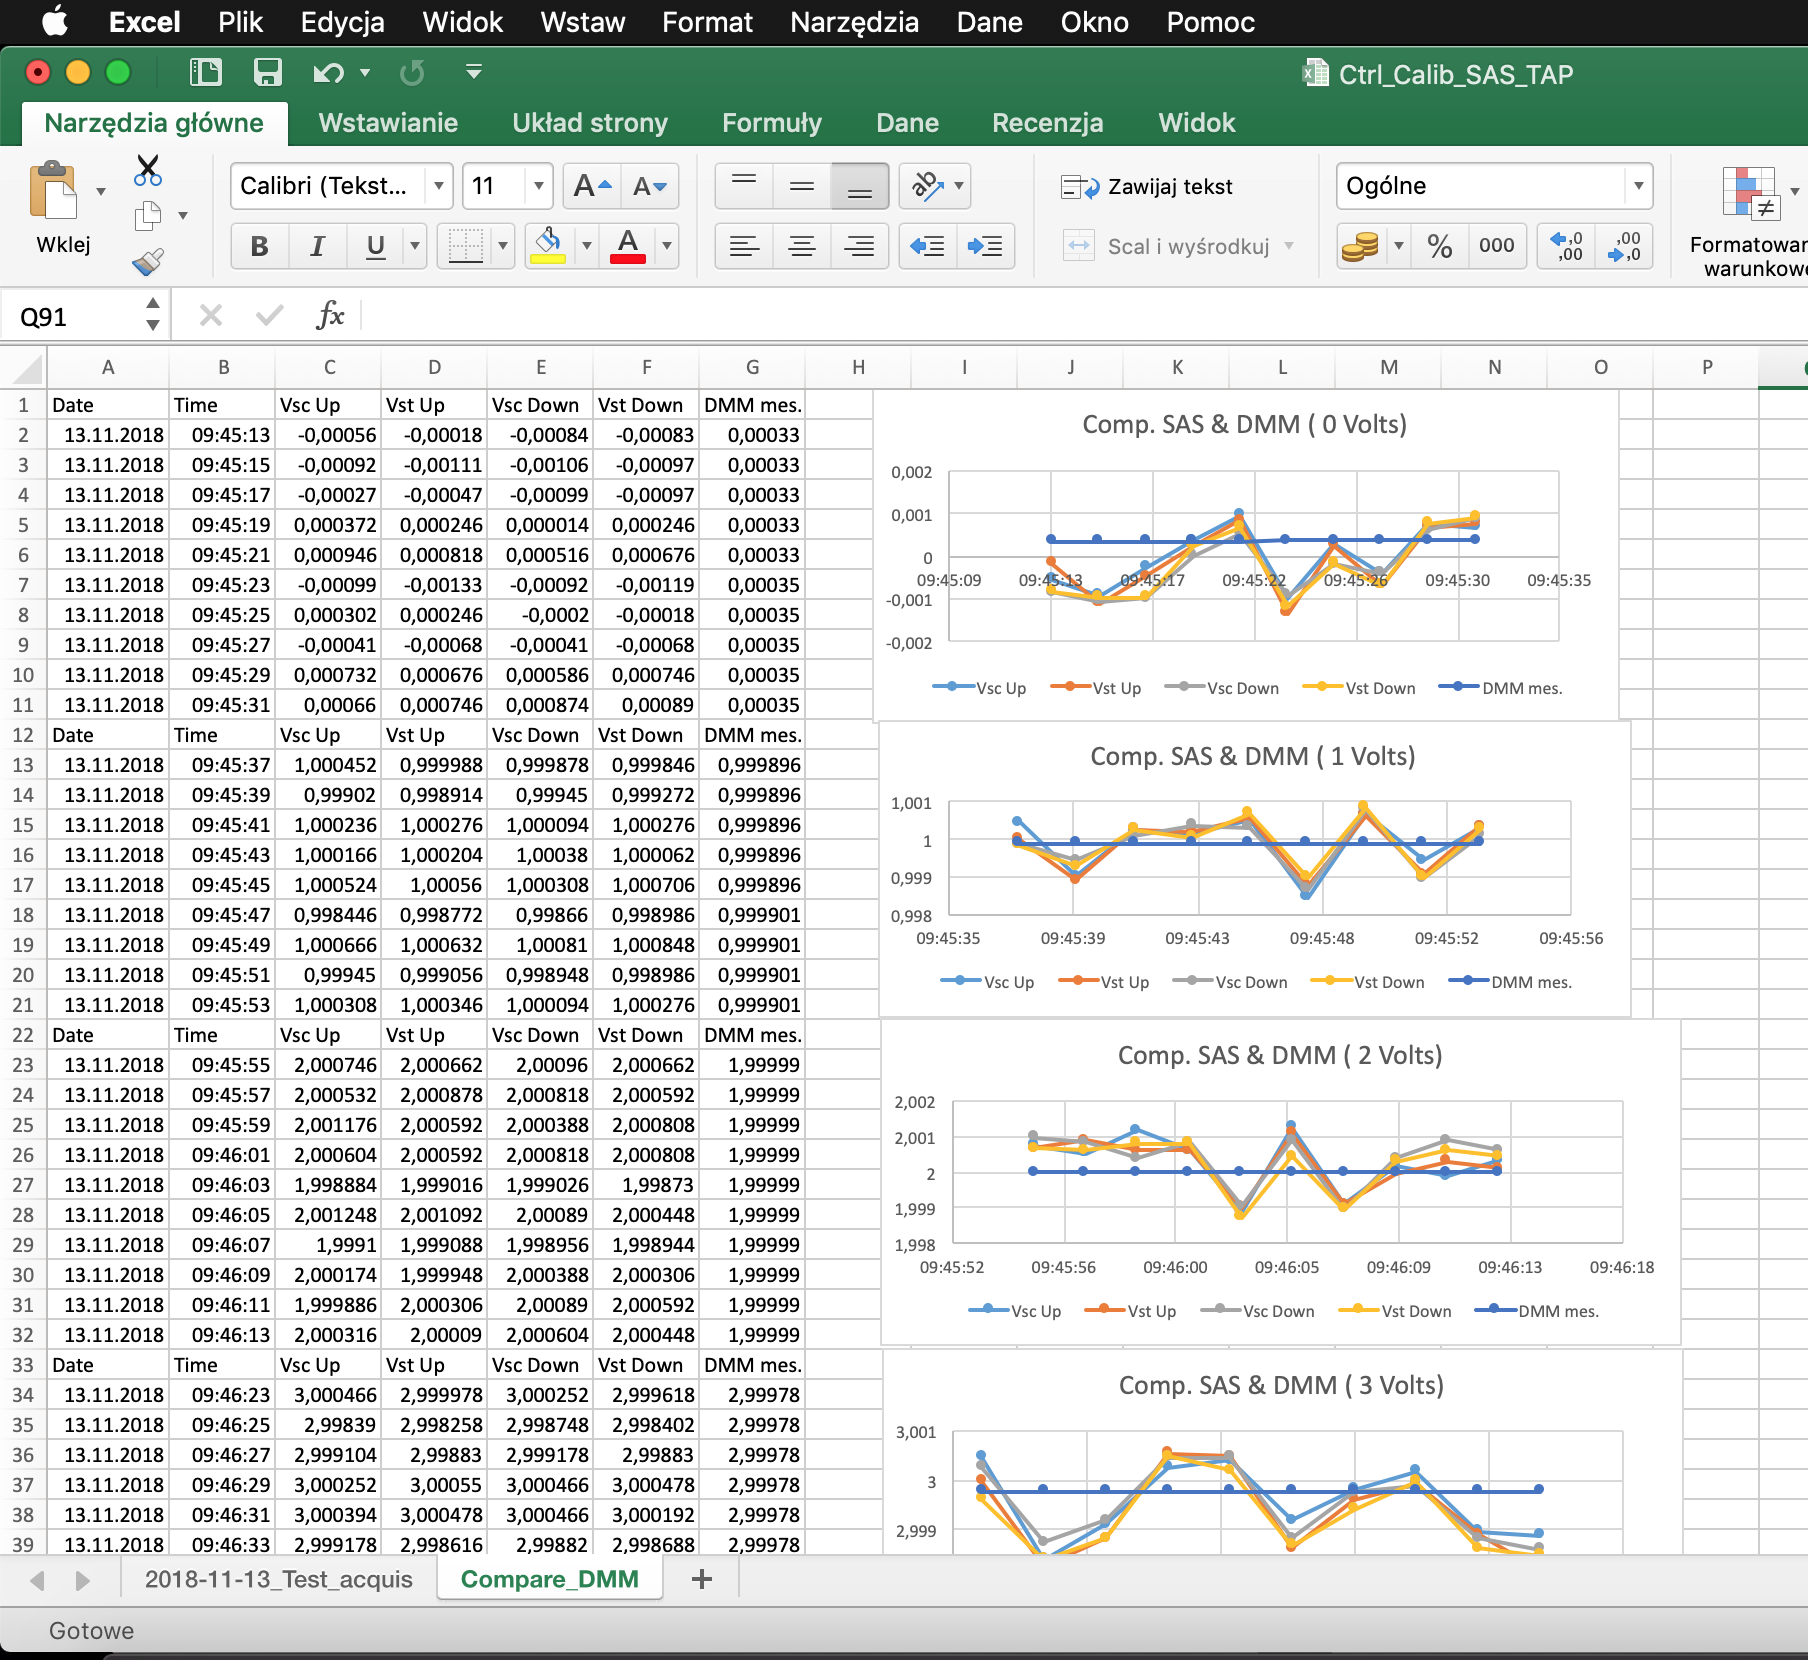 Excel Plik Edycja Widok Wstaw Format Narzędzia Dane Okno Pomoc
Ctrl_Calib_SAS_TAP
Narzędzia główne Wstawianie Układ strony Formuły Dane Recenzja Widok
Wklej
Calibri (Tekst... 11 A A ab Zawijaj tekst Ogólne
B I U A Scal i wyśrodkuj % 000 ,0 ,00 ,00 ,0
Formatowar
warunkowe
Q91 fx
A B C D E F G H I J K L M N O P
1 Date Time Vsc Up Vst Up Vsc Down Vst Down DMM mes.
2 13.11.2018 09:45:13 -0,00056 -0,00018 -0,00084 -0,00083 0,00033
3 13.11.2018 09:45:15 -0,00092 -0,00111 -0,00106 -0,00097 0,00033
4 13.11.2018 09:45:17 -0,00027 -0,00047 -0,00099 -0,00097 0,00033
5 13.11.2018 09:45:19 0,000372 0,000246 0,000014 0,000246 0,00033
6 13.11.2018 09:45:21 0,000946 0,000818 0,000516 0,000676 0,00033
7 13.11.2018 09:45:23 -0,00099 -0,00133 -0,00092 -0,00119 0,00035
8 13.11.2018 09:45:25 0,000302 0,000246 -0,0002 -0,00018 0,00035
9 13.11.2018 09:45:27 -0,00041 -0,00068 -0,00041 -0,00068 0,00035
10 13.11.2018 09:45:29 0,000732 0,000676 0,000586 0,000746 0,00035
11 13.11.2018 09:45:31 0,00066 0,000746 0,000874 0,00089 0,00035
12 Date Time Vsc Up Vst Up Vsc Down Vst Down DMM mes.
13 13.11.2018 09:45:37 1,000452 0,999988 0,999878 0,999846 0,999896
14 13.11.2018 09:45:39 0,99902 0,998914 0,99945 0,999272 0,999896
15 13.11.2018 09:45:41 1,000236 1,000276 1,000094 1,000276 0,999896
16 13.11.2018 09:45:43 1,000166 1,000204 1,00038 1,000062 0,999896
17 13.11.2018 09:45:45 1,000524 1,00056 1,000308 1,000706 0,999896
18 13.11.2018 09:45:47 0,998446 0,998772 0,99866 0,998986 0,999901
19 13.11.2018 09:45:49 1,000666 1,000632 1,00081 1,000848 0,999901
20 13.11.2018 09:45:51 0,99945 0,999056 0,998948 0,998986 0,999901
21 13.11.2018 09:45:53 1,000308 1,000346 1,000094 1,000276 0,999901
22 Date Time Vsc Up Vst Up Vsc Down Vst Down DMM mes.
23 13.11.2018 09:45:55 2,000746 2,000662 2,00096 2,000662 1,99999
24 13.11.2018 09:45:57 2,000532 2,000878 2,000818 2,000592 1,99999
25 13.11.2018 09:45:59 2,001176 2,000592 2,000388 2,000808 1,99999
26 13.11.2018 09:46:01 2,000604 2,000592 2,000818 2,000808 1,99999
27 13.11.2018 09:46:03 1,998884 1,999016 1,999026 1,99873 1,99999
28 13.11.2018 09:46:05 2,001248 2,001092 2,00089 2,000448 1,99999
29 13.11.2018 09:46:07 1,9991 1,999088 1,998956 1,998944 1,99999
30 13.11.2018 09:46:09 2,000174 1,999948 2,000388 2,000306 1,99999
31 13.11.2018 09:46:11 1,999886 2,000306 2,00089 2,000592 1,99999
32 13.11.2018 09:46:13 2,000316 2,00009 2,000604 2,000448 1,99999
33 Date Time Vsc Up Vst Up Vsc Down Vst Down DMM mes.
34 13.11.2018 09:46:23 3,000466 2,999978 3,000252 2,999618 2,99978
35 13.11.2018 09:46:25 2,99839 2,998258 2,998748 2,998402 2,99978
36 13.11.2018 09:46:27 2,999104 2,99883 2,999178 2,99883 2,99978
37 13.11.2018 09:46:29 3,000252 3,00055 3,000466 3,000478 2,99978
38 13.11.2018 09:46:31 3,000394 3,000478 3,000466 3,000192 2,99978
39 13.11.2018 09:46:33 2,999178 2,998616 2,99882 2,998688 2,99978
Comp. SAS & DMM ( 0 Volts)
0,002
0,001
0
-0,001
-0,002
09:45:09 09:45:13 09:45:17 09:45:22 09:45:26 09:45:30 09:45:35
Vsc Up Vst Up Vsc Down Vst Down DMM mes.
Comp. SAS & DMM ( 1 Volts)
1,001
1
0,999
0,998
09:45:35 09:45:39 09:45:43 09:45:48 09:45:52 09:45:56
Vsc Up Vst Up Vsc Down Vst Down DMM mes.
Comp. SAS & DMM ( 2 Volts)
2,002
2,001
2
1,999
1,998
09:45:52 09:45:56 09:46:00 09:46:05 09:46:09 09:46:13 09:46:18
Vsc Up Vst Up Vsc Down Vst Down DMM mes.
Comp. SAS & DMM ( 3 Volts)
3,001
3
2,999
2018-11-13_Test_acquis Compare_DMM +
Gotowe